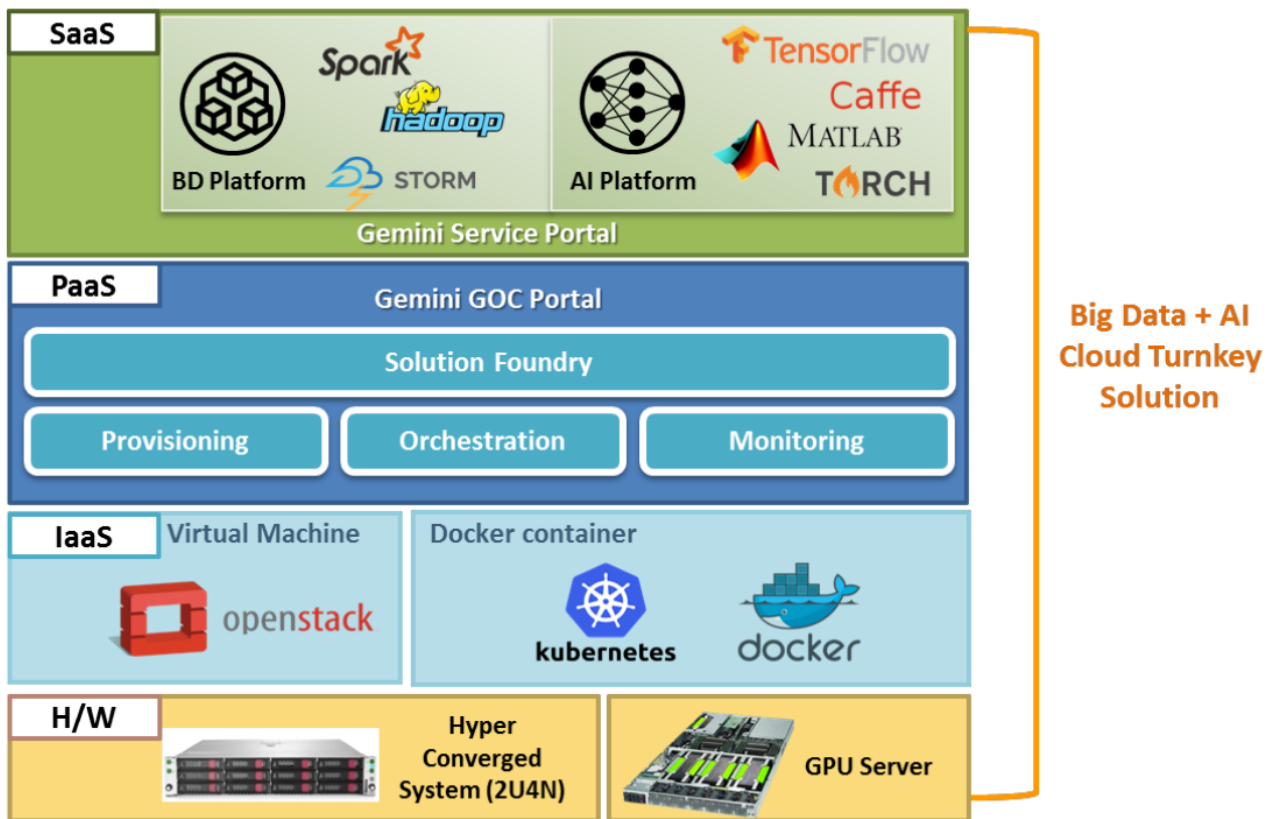 SaaS
BD Platform
Spark
hadoop
STORM
AI Platform
TensorFlow
Caffe
MATLAB
TORCH
Gemini Service Portal
PaaS
Gemini GOC Portal
Solution Foundry
Provisioning
Orchestration
Monitoring
IaaS
Virtual Machine
openstack
Docker container
kubernetes
docker
H/W
Hyper
Converged
System (2U4N)
GPU Server
Big Data + AI
Cloud Turnkey
Solution